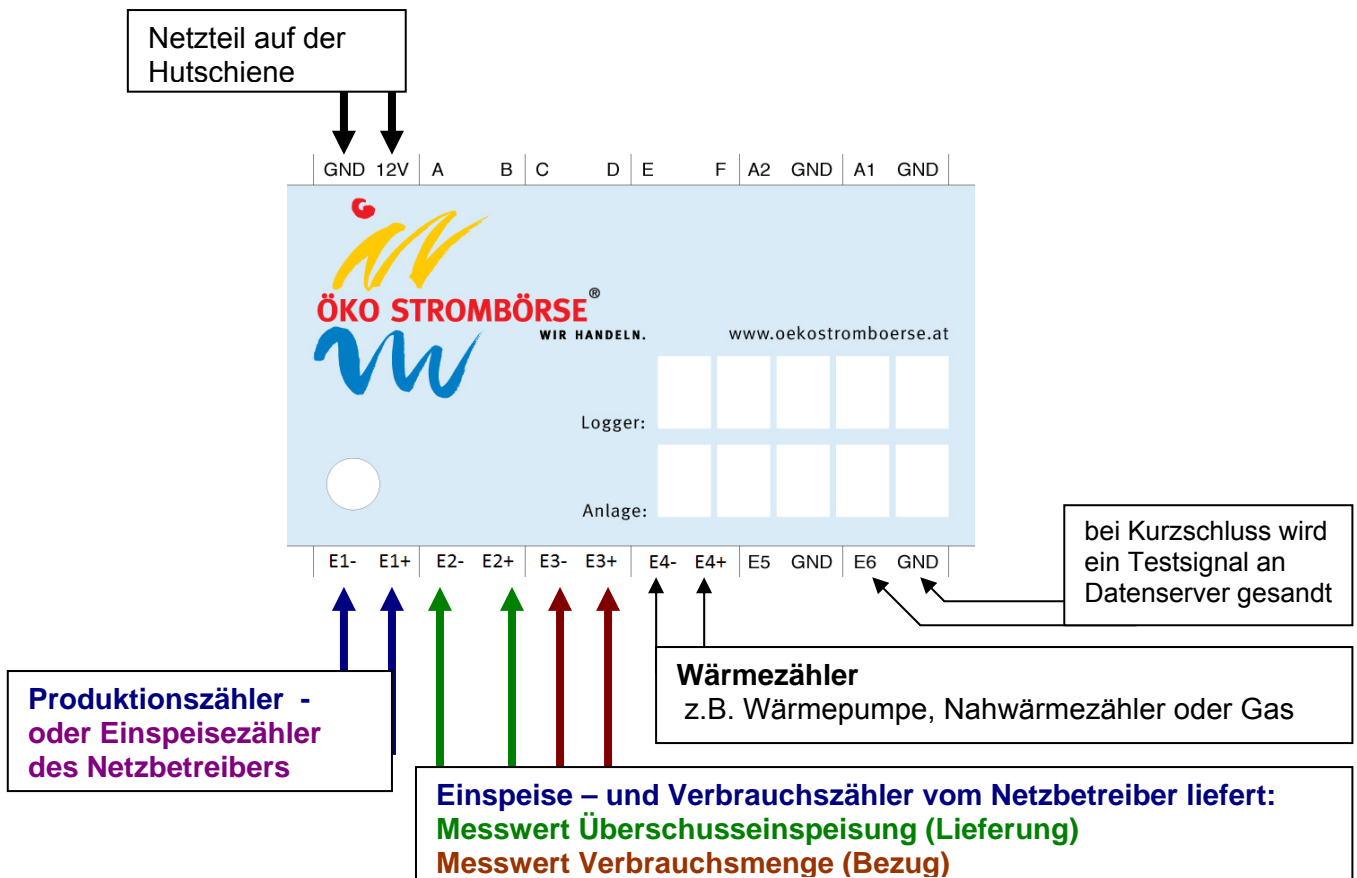 Netzteil auf der
Hutschiene
GND 12V A B C D E F A2 GND A1 GND
ÖKO STROMBÖRSE®
WIR HANDELN.
www.oekostromboerse.at
Logger:
Anlage:
E1- E1+ E2- E2+ E3- E3+ E4- E4+ E5 GND E6 GND
bei Kurzschluss wird
ein Testsignal an
Datenserver gesandt
Wärmezähler
z.B. Wärmepumpe, Nahwärmezähler oder Gas
Produktionszähler -
oder Einspeisezähler
des Netzbetreibers
Einspeise – und Verbrauchszähler vom Netzbetreiber liefert:
Messwert Überschusseinspeisung (Lieferung)
Messwert Verbrauchsmenge (Bezug)